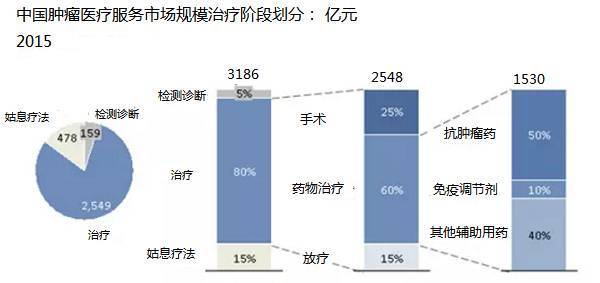 中国肿瘤医疗服务市场规模治疗阶段划分： 亿元
2015
姑息疗法
检测诊断
478
159
2,549
治疗
3186
检测诊断
5%
治疗
80%
姑息疗法
15%
2548
手术
25%
药物治疗
60%
放疗
15%
1530
抗肿瘤药
50%
免疫调节剂
10%
其他辅助用药
40%